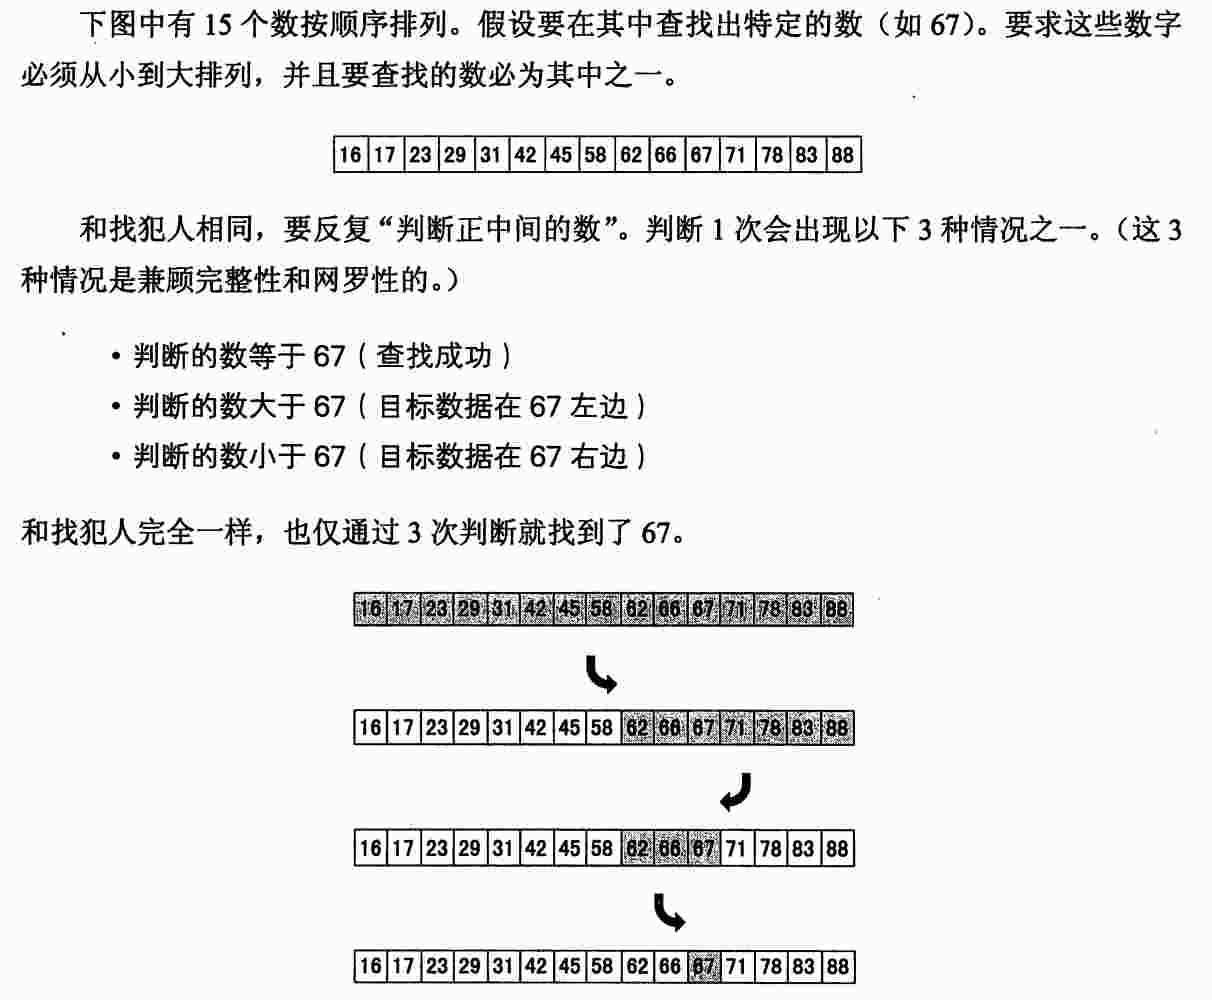 下图中有 15 个数按顺序排列。假设要在其中查找出特定的数（如 67）。要求这些数字
必须从小到大排列，并且要查找的数必为其中之一。
16 17 23 29 31 42 45 58 62 66 67 71 78 83 88
和找犯人相同，要反复“判断正中间的数”。判断 1 次会出现以下 3 种情况之一。（这 3
种情况是兼顾完整性和网罗性的。）
• 判断的数等于 67（查找成功）
• 判断的数大于 67（目标数据在 67 左边）
• 判断的数小于 67（目标数据在 67 右边）
和找犯人完全一样，也仅通过 3 次判断就找到了 67。
16 17 23 29 31 42 45 58 62 66 67 71 78 83 88
16 17 23 29 31 42 45 58 62 66 67 71 78 83 88
16 17 23 29 31 42 45 58 62 66 67 71 78 83 88
16 17 23 29 31 42 45 58 62 66 67 71 78 83 88